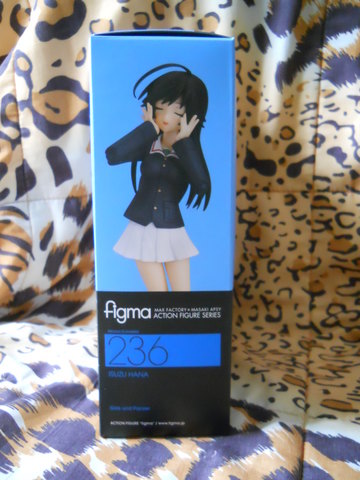 figma MAX FACTORY × MASAKI APSY
ACTION FIGURE SERIES
236
ISUZU HANA
Girls und Panzer
ACTION FIGURE "figma" / www.figma.jp